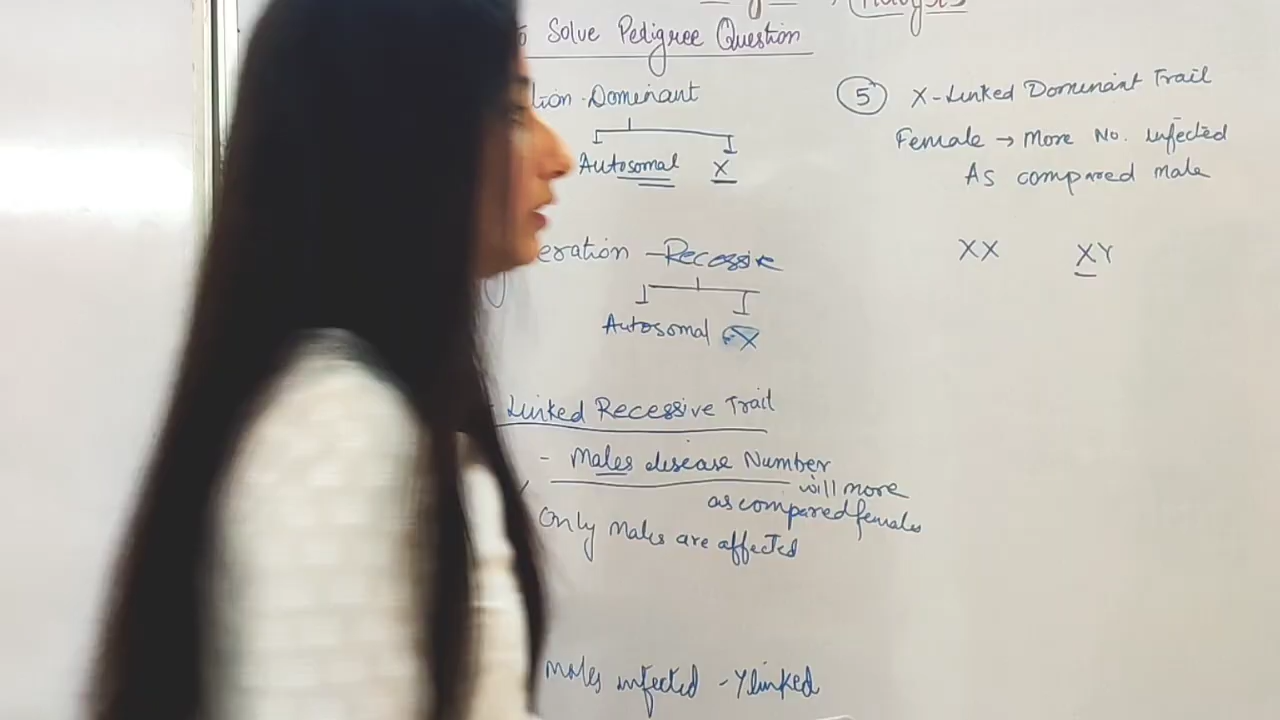 Solve Pedigree Question
tion - Dominant
Autosomal X
eration - Recessive
Autosomal X
Linked Recessive Trail
- Males disease Number
will more
as compared females
Only Males are affected
Males infected - Y linked
5 X-Linked Dominant Trail
Female → More No. infected
As compared male
XX XY